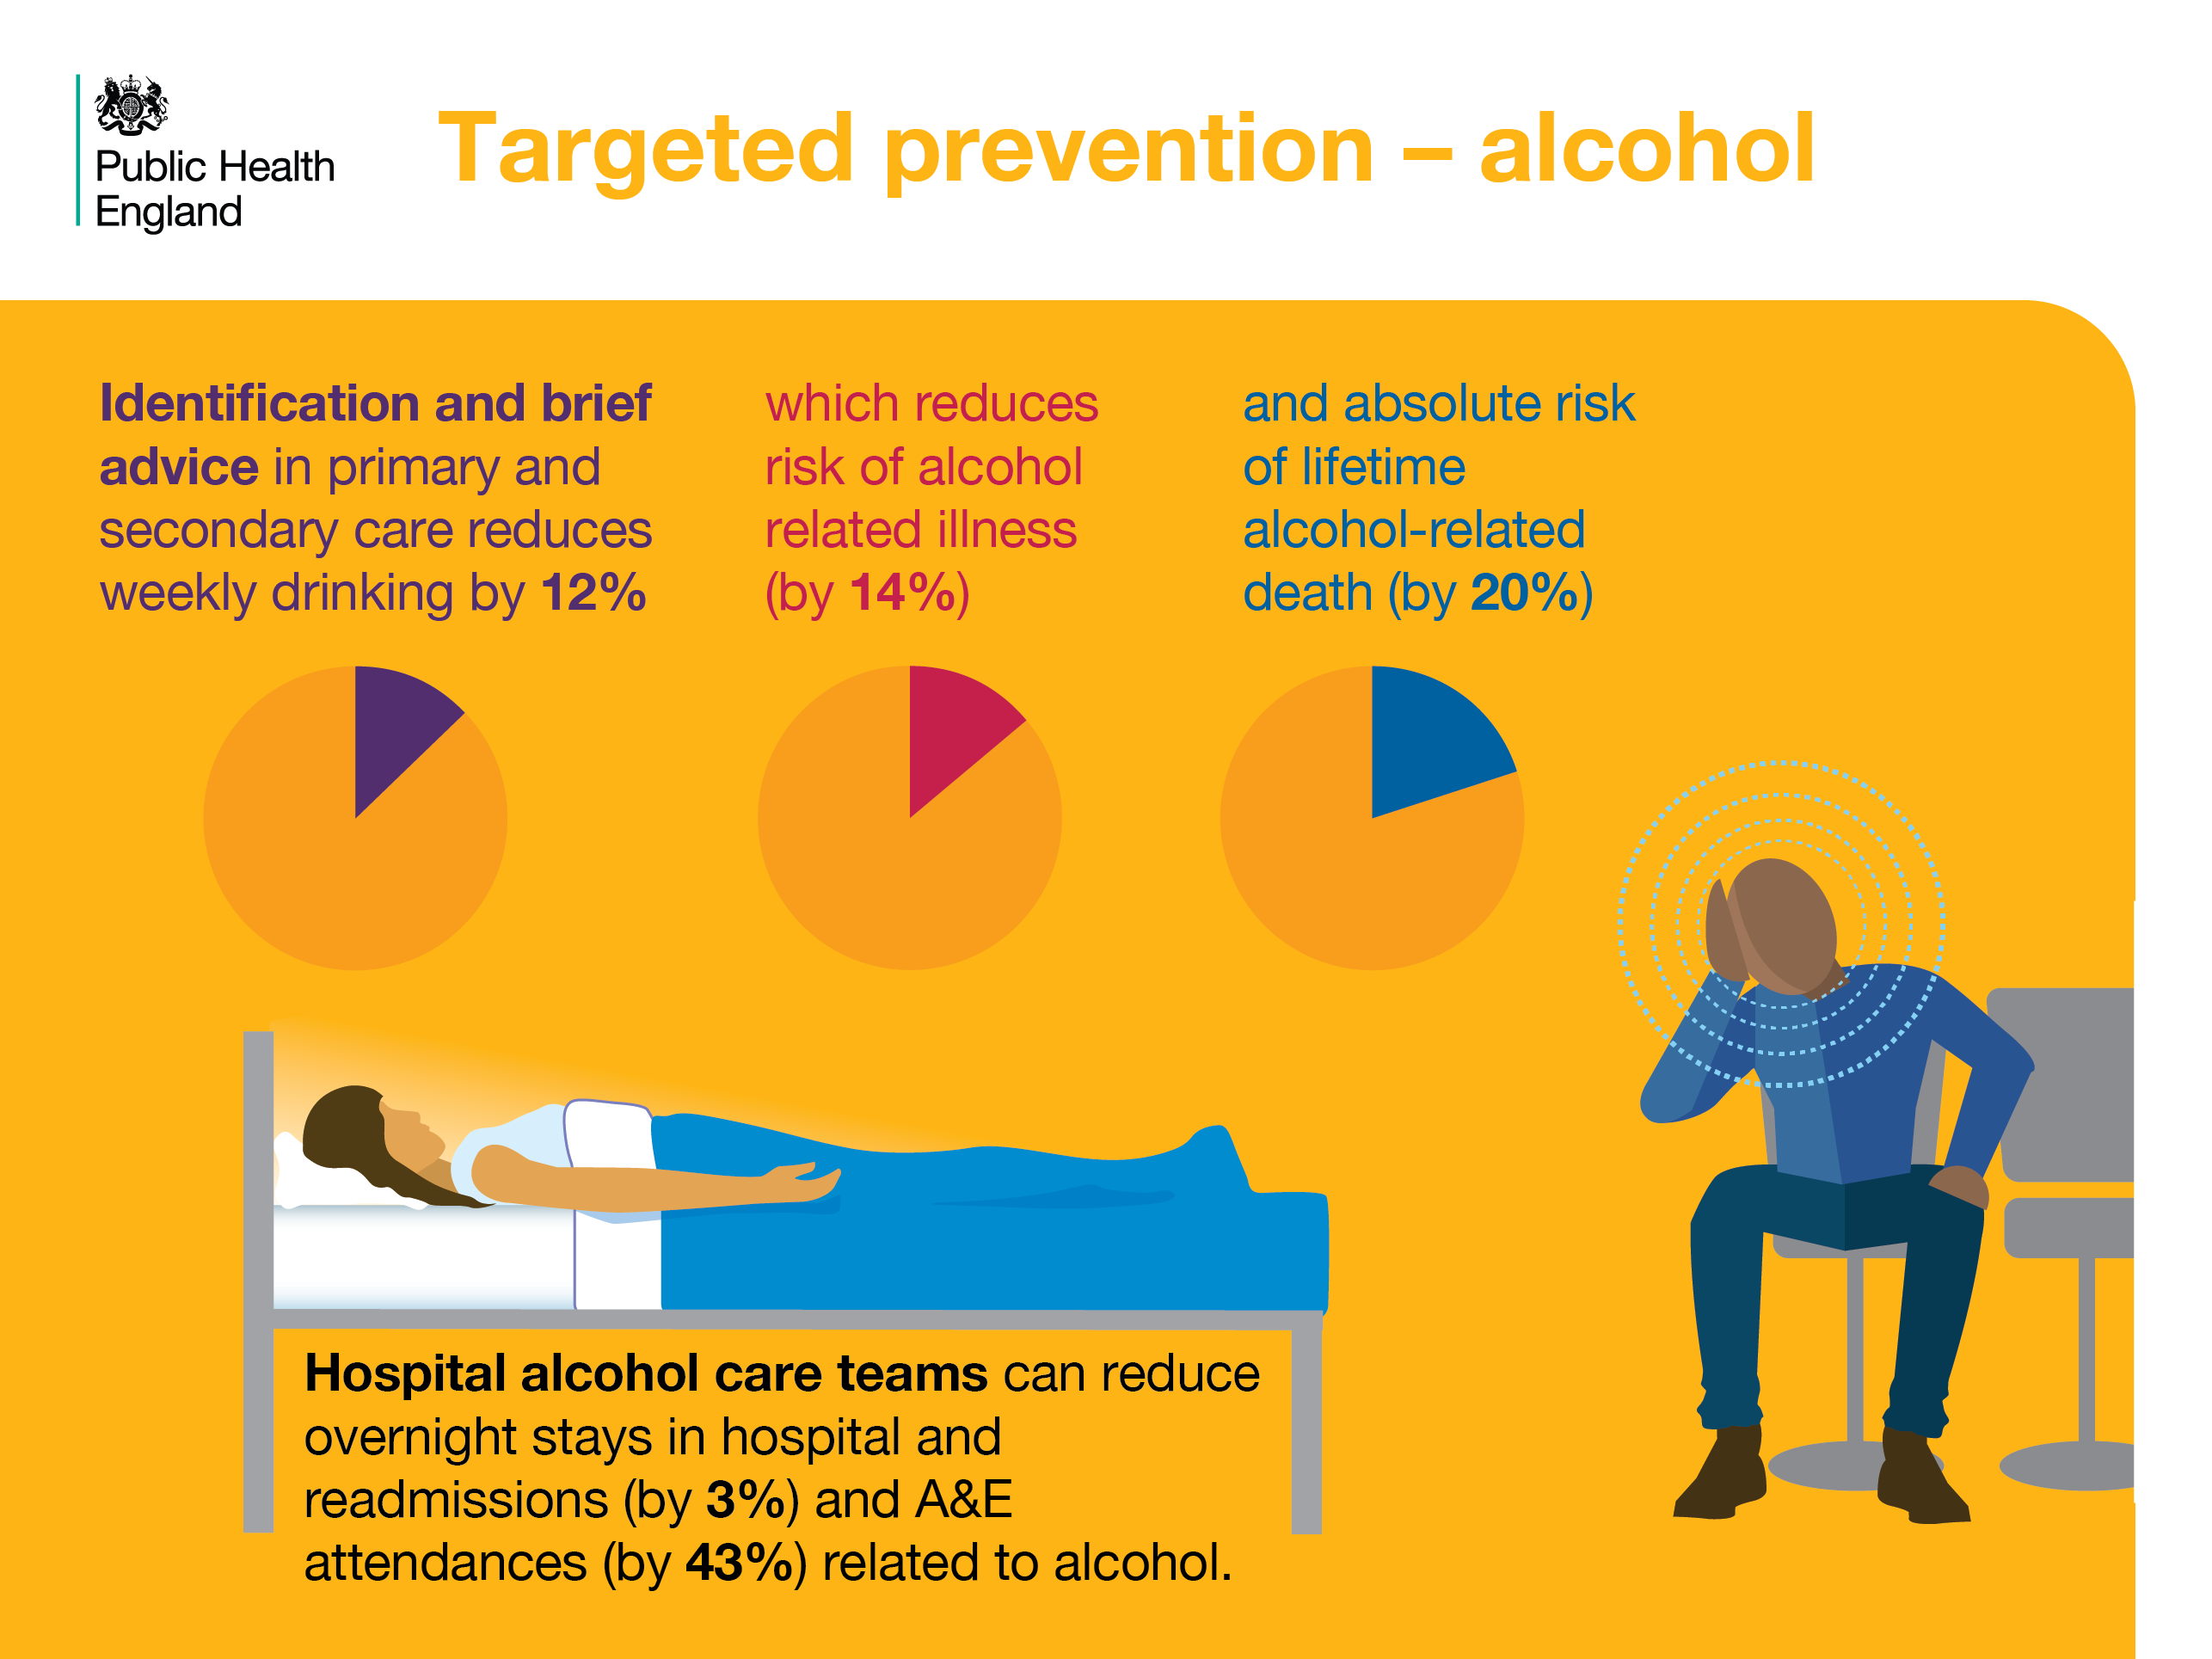 Public Health
England
Targeted prevention – alcohol
Identification and brief
advice in primary and
secondary care reduces
weekly drinking by 12%
which reduces
risk of alcohol
related illness
(by 14%)
and absolute risk
of lifetime
alcohol-related
death (by 20%)
Hospital alcohol care teams can reduce
overnight stays in hospital and
readmissions (by 3%) and A&E
attendances (by 43%) related to alcohol.